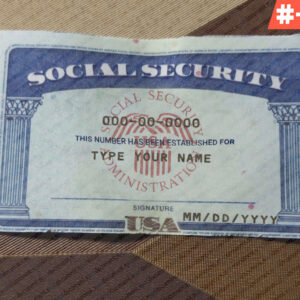 #-
SOCIAL SECURITY
000-00-0000
SOCIAL SECURITY ADMINISTRATION
THIS NUMBER HAS BEEN ESTABLISHED FOR
TYPE YOUR NAME
SIGNATURE
USA
MM/DD/YYYY